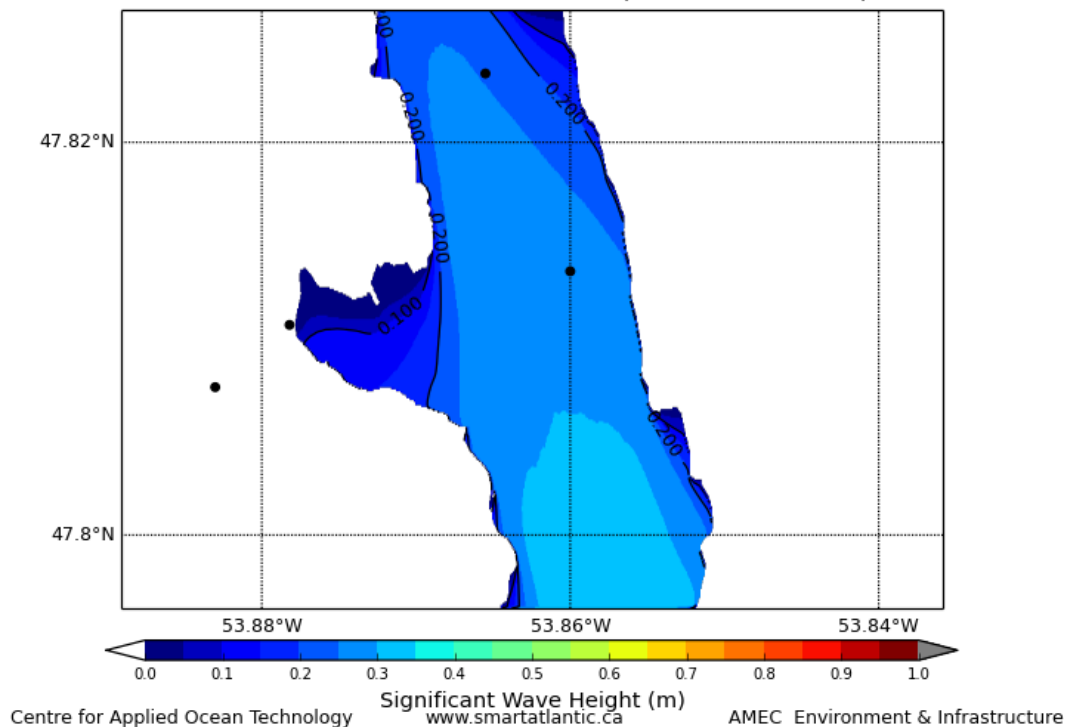 00
0.200
0.200
47.82°N
0.200
0.100
0.200
47.8°N
53.88°W 53.86°W 53.84°W
0.0 0.1 0.2 0.3 0.4 0.5 0.6 0.7 0.8 0.9 1.0
Significant Wave Height (m)
Centre for Applied Ocean Technology www.smartatlantic.ca AMEC Environment & Infrastructure